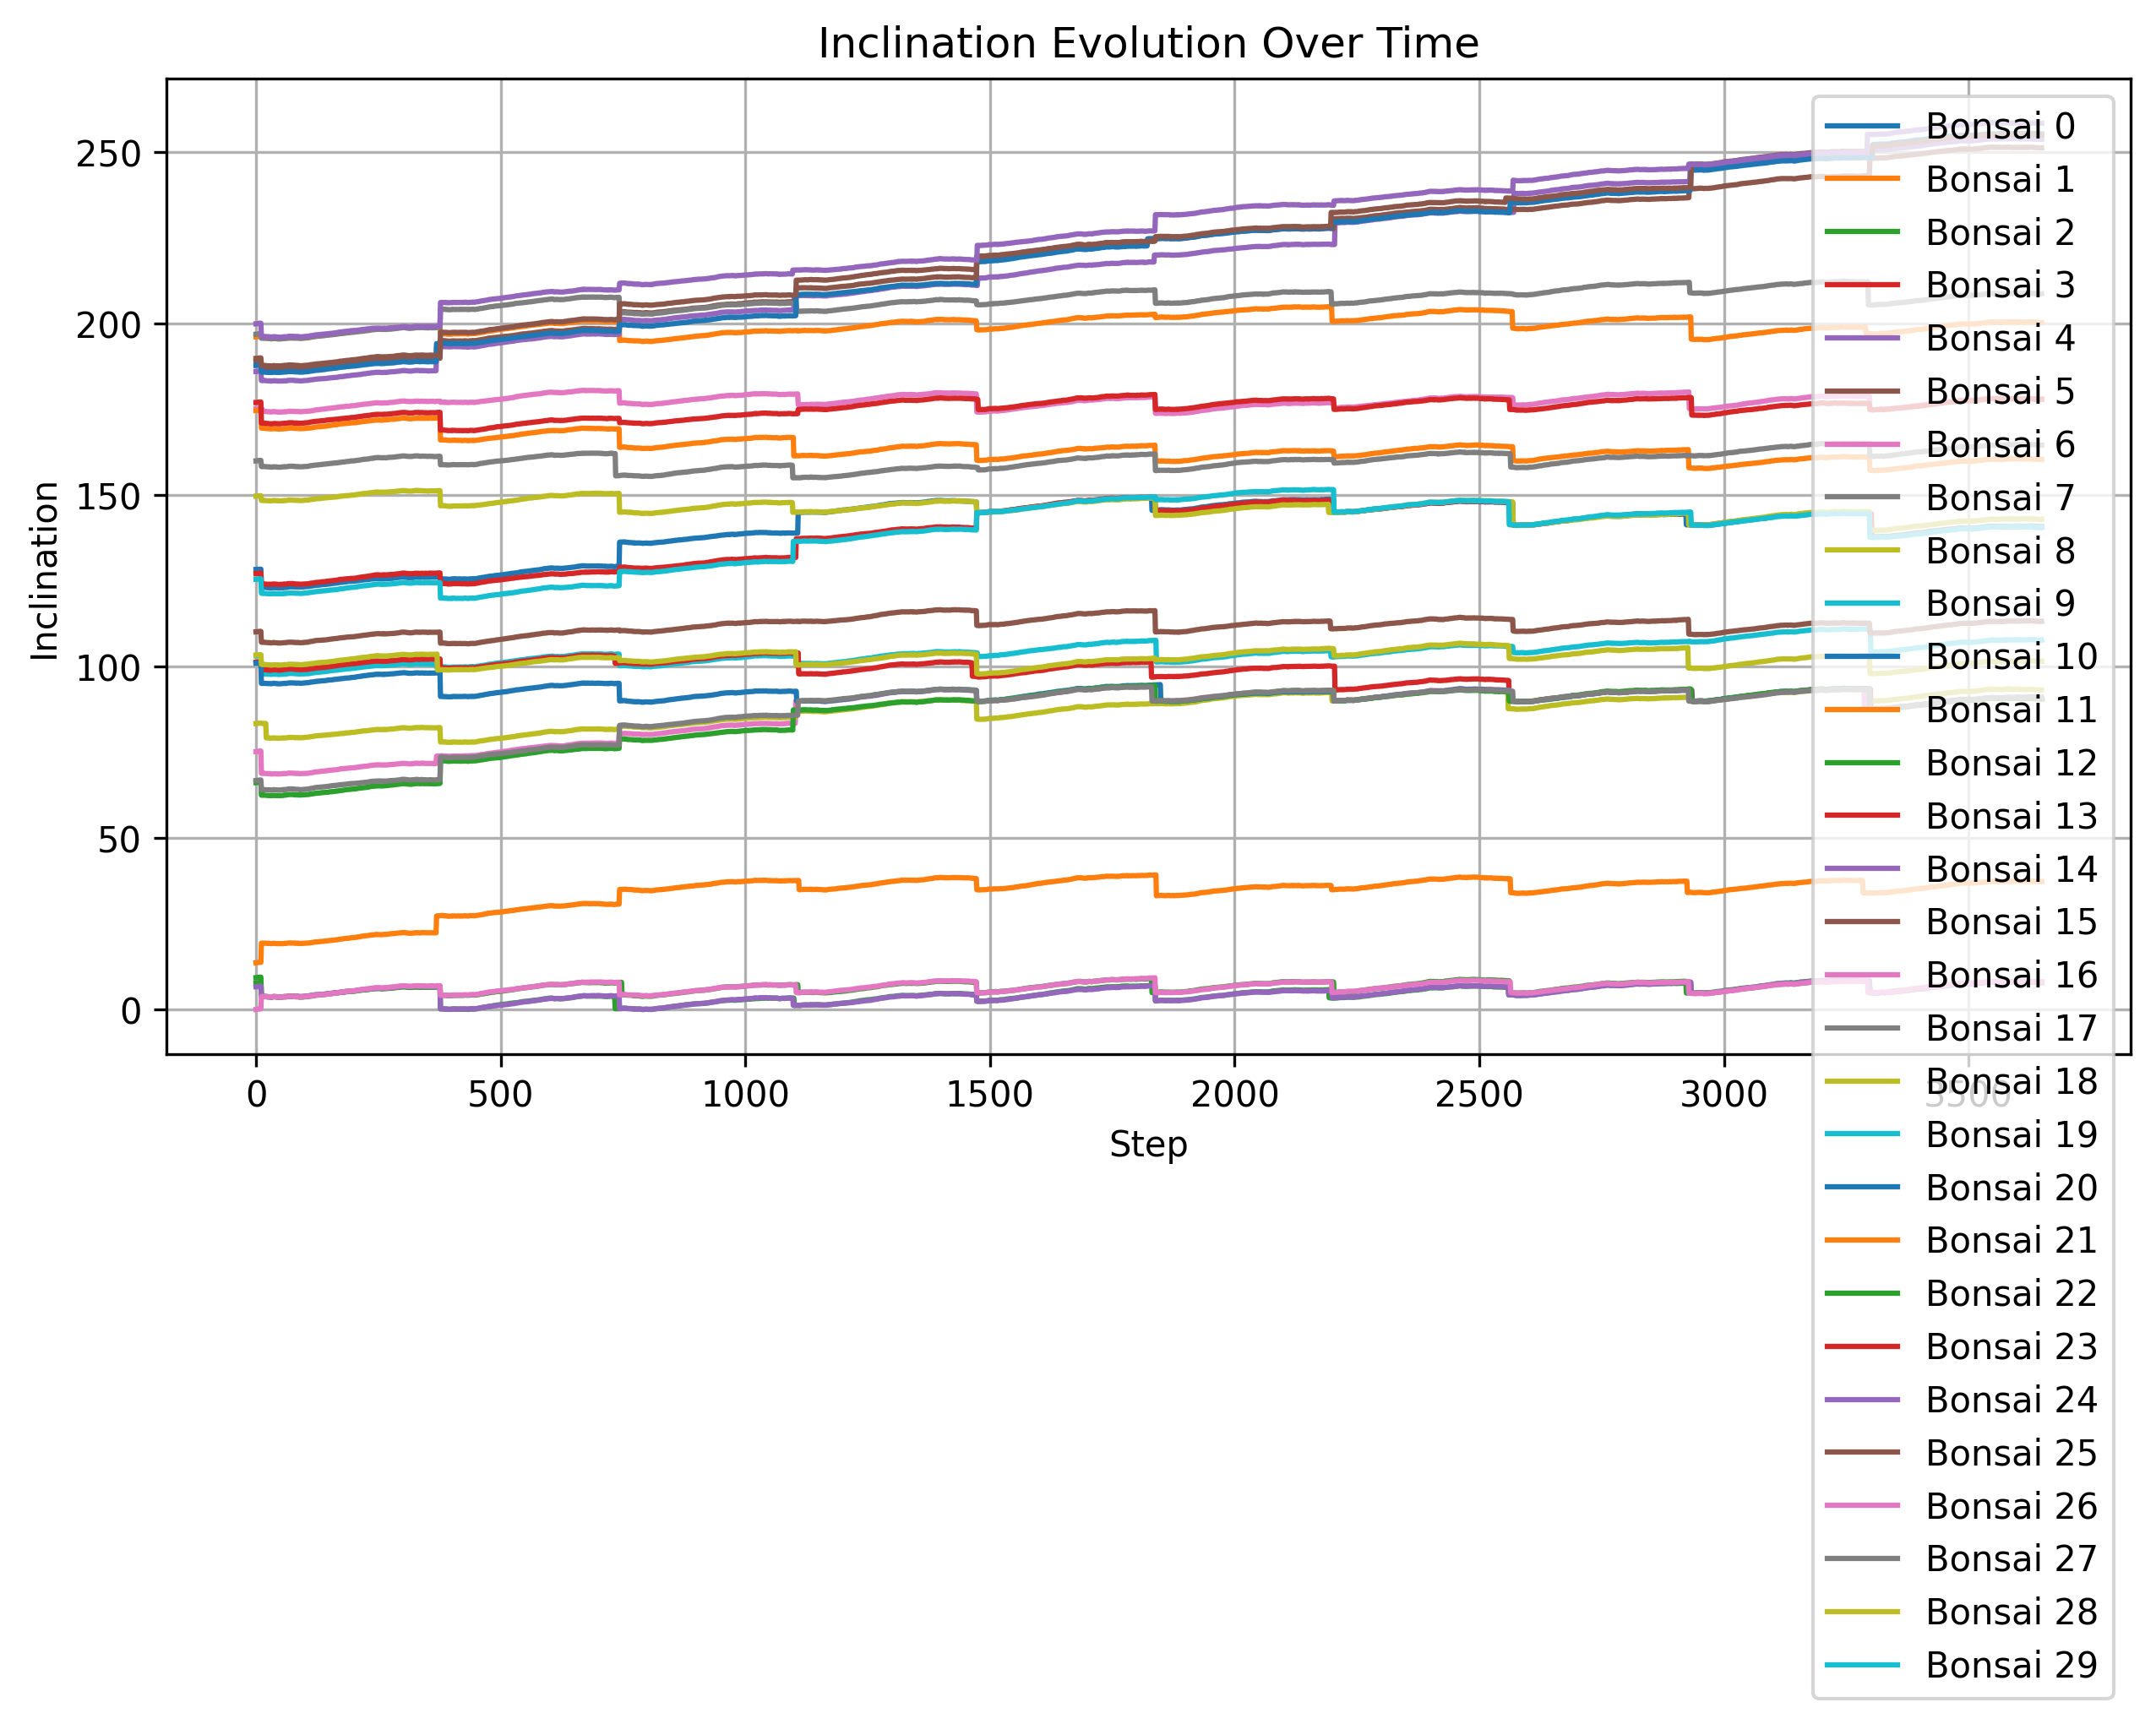 Inclination Evolution Over Time
Inclination
250
200
150
100
50
0
0 500 1000 1500 2000 2500 3000 3500
Step
Bonsai 0
Bonsai 1
Bonsai 2
Bonsai 3
Bonsai 4
Bonsai 5
Bonsai 6
Bonsai 7
Bonsai 8
Bonsai 9
Bonsai 10
Bonsai 11
Bonsai 12
Bonsai 13
Bonsai 14
Bonsai 15
Bonsai 16
Bonsai 17
Bonsai 18
Bonsai 19
Bonsai 20
Bonsai 21
Bonsai 22
Bonsai 23
Bonsai 24
Bonsai 25
Bonsai 26
Bonsai 27
Bonsai 28
Bonsai 29